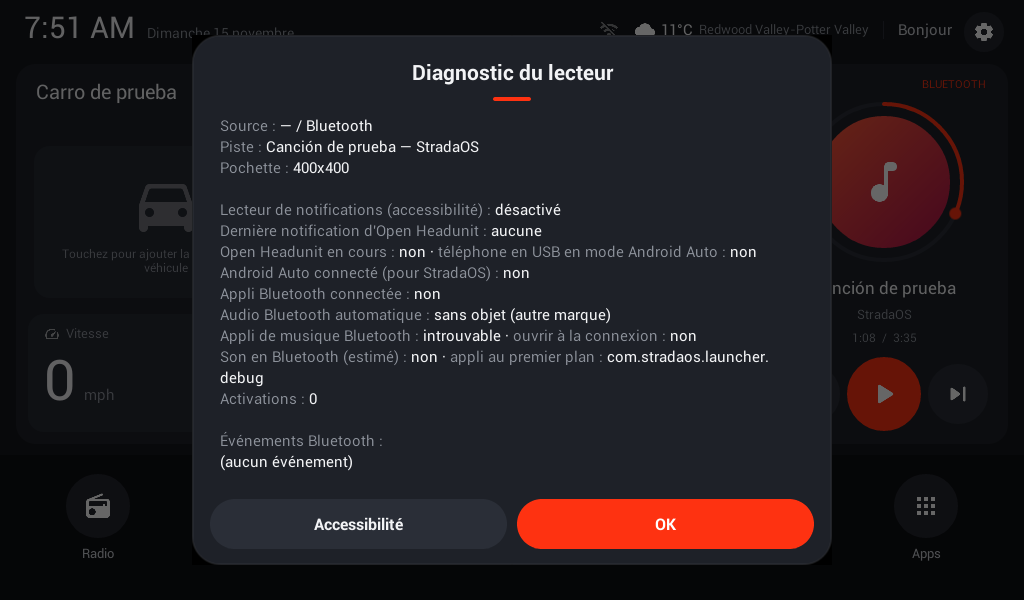 7:51 AM
Dimanche 15 novembre
11°C
Redwood Valley-Potter Valley
Bonjour
Carro de prueba
Touchez pour ajouter la
véhicule
Vitesse
0 mph
Diagnostic du lecteur
Source : — / Bluetooth
Piste : Canción de prueba — StradaOS
Pochette : 400x400
Lecteur de notifications (accessibilité) : désactivé
Dernière notification d'Open Headunit : aucune
Open Headunit en cours : non · téléphone en USB en mode Android Auto : non
Android Auto connecté (pour StradaOS) : non
Appli Bluetooth connectée : non
Audio Bluetooth automatique : sans objet (autre marque)
Appli de musique Bluetooth : introuvable · ouvrir à la connexion : non
Son en Bluetooth (estimé) : non · appli au premier plan : com.stradaos.launcher.
debug
Activations : 0
Événements Bluetooth :
(aucun événement)
Accessibilité
OK
BLUETOOTH
nción de prueba
StradaOS
1:08 / 3:35
Radio
Apps